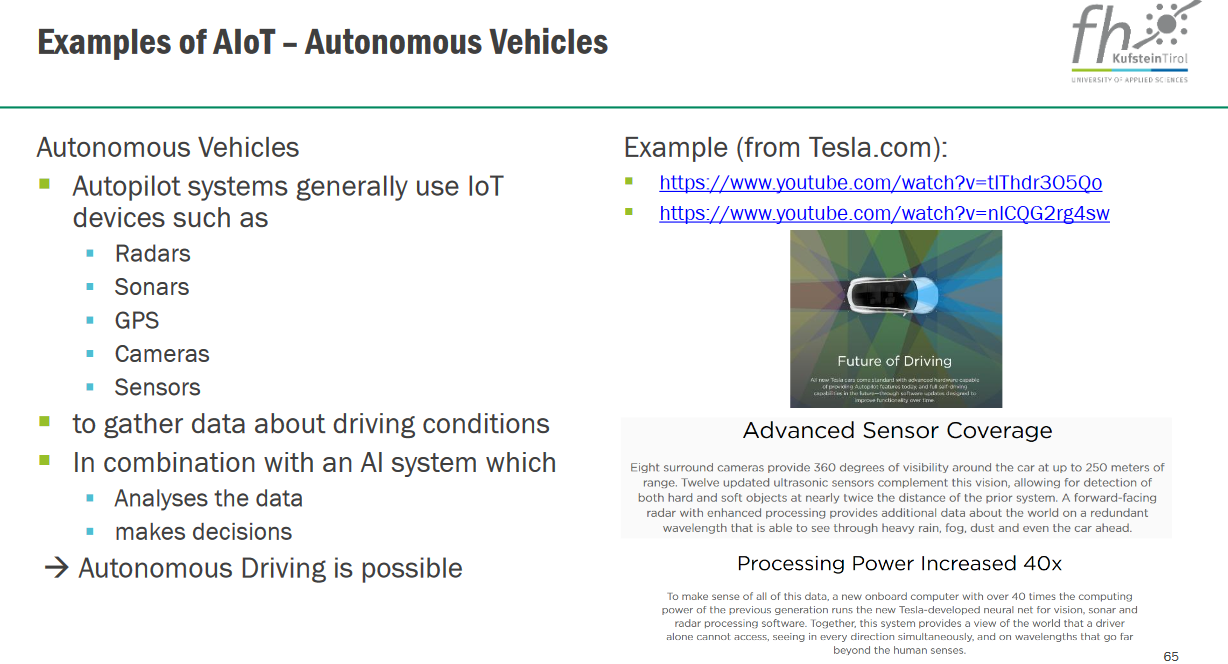 Examples of AIoT – Autonomous Vehicles
fh
KufsteinTirol
UNIVERSITY OF APPLIED SCIENCES
Autonomous Vehicles
Autopilot systems generally use IoT
devices such as
Radars
Sonars
GPS
Cameras
Sensors
to gather data about driving conditions
In combination with an AI system which
Analyses the data
makes decisions
→ Autonomous Driving is possible
Example (from Tesla.com):
https://www.youtube.com/watch?v=tlThdr3O5Qo
https://www.youtube.com/watch?v=nICQG2rg4sw
Future of Driving
All new Tesla cars come standard with advanced hardware capable
of providing Autopilot features today, and full self-driving
capabilities in the future—through software updates designed to
improve functionality over time.
Advanced Sensor Coverage
Eight surround cameras provide 360 degrees of visibility around the car at up to 250 meters of
range. Twelve updated ultrasonic sensors complement this vision, allowing for detection of
both hard and soft objects at nearly twice the distance of the prior system. A forward-facing
radar with enhanced processing provides additional data about the world on a redundant
wavelength that is able to see through heavy rain, fog, dust and even the car ahead.
Processing Power Increased 40x
To make sense of all of this data, a new onboard computer with over 40 times the computing
power of the previous generation runs the new Tesla-developed neural net for vision, sonar and
radar processing software. Together, this system provides a view of the world that a driver
alone cannot access, seeing in every direction simultaneously, and on wavelengths that go far
beyond the human senses.
65